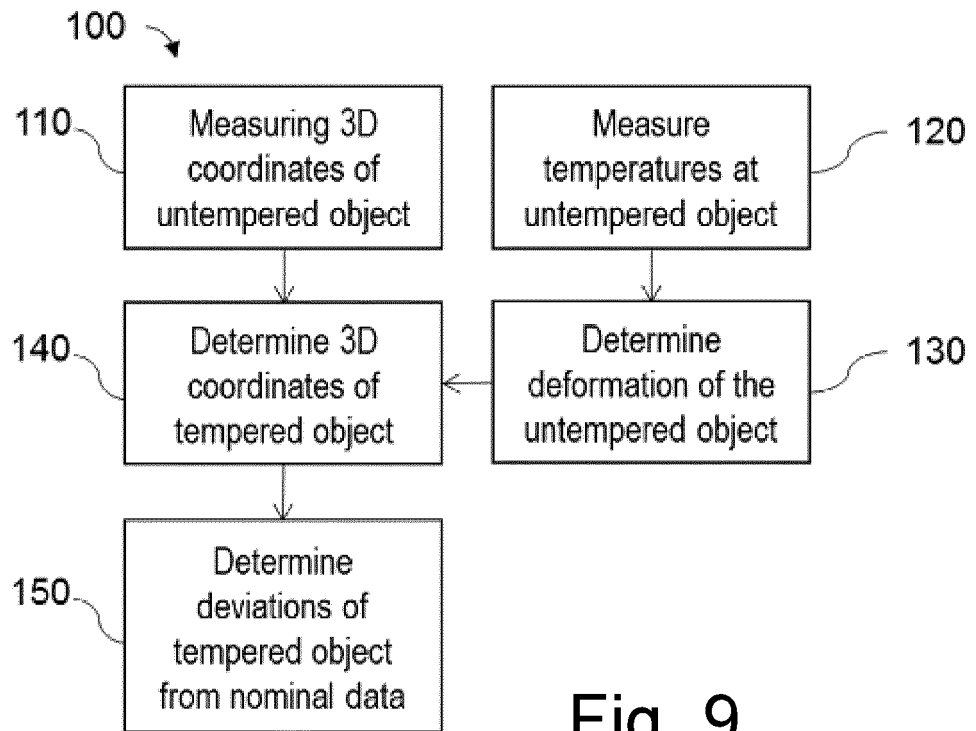 100
110
Measuring 3D
coordinates of
untempered object
Measure
temperatures at
untempered object
120
140
Determine 3D
coordinates of
tempered object
Determine
deformation of the
untempered object
130
150
Determine
deviations of
tempered object
from nominal data
Fig. 9